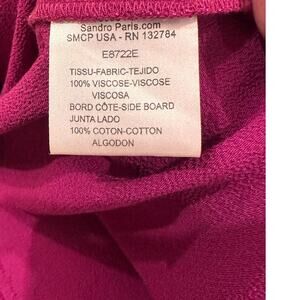 Sandro Paris.com
SMCP USA - RN 132784
E8722E
TISSU-FABRIC-TEJIDO
100% VISCOSE-VISCOSE
VISCOSA
BORD CÔTE-SIDE BOARD
JUNTA LADO
100% COTON-COTTON
ALGODON